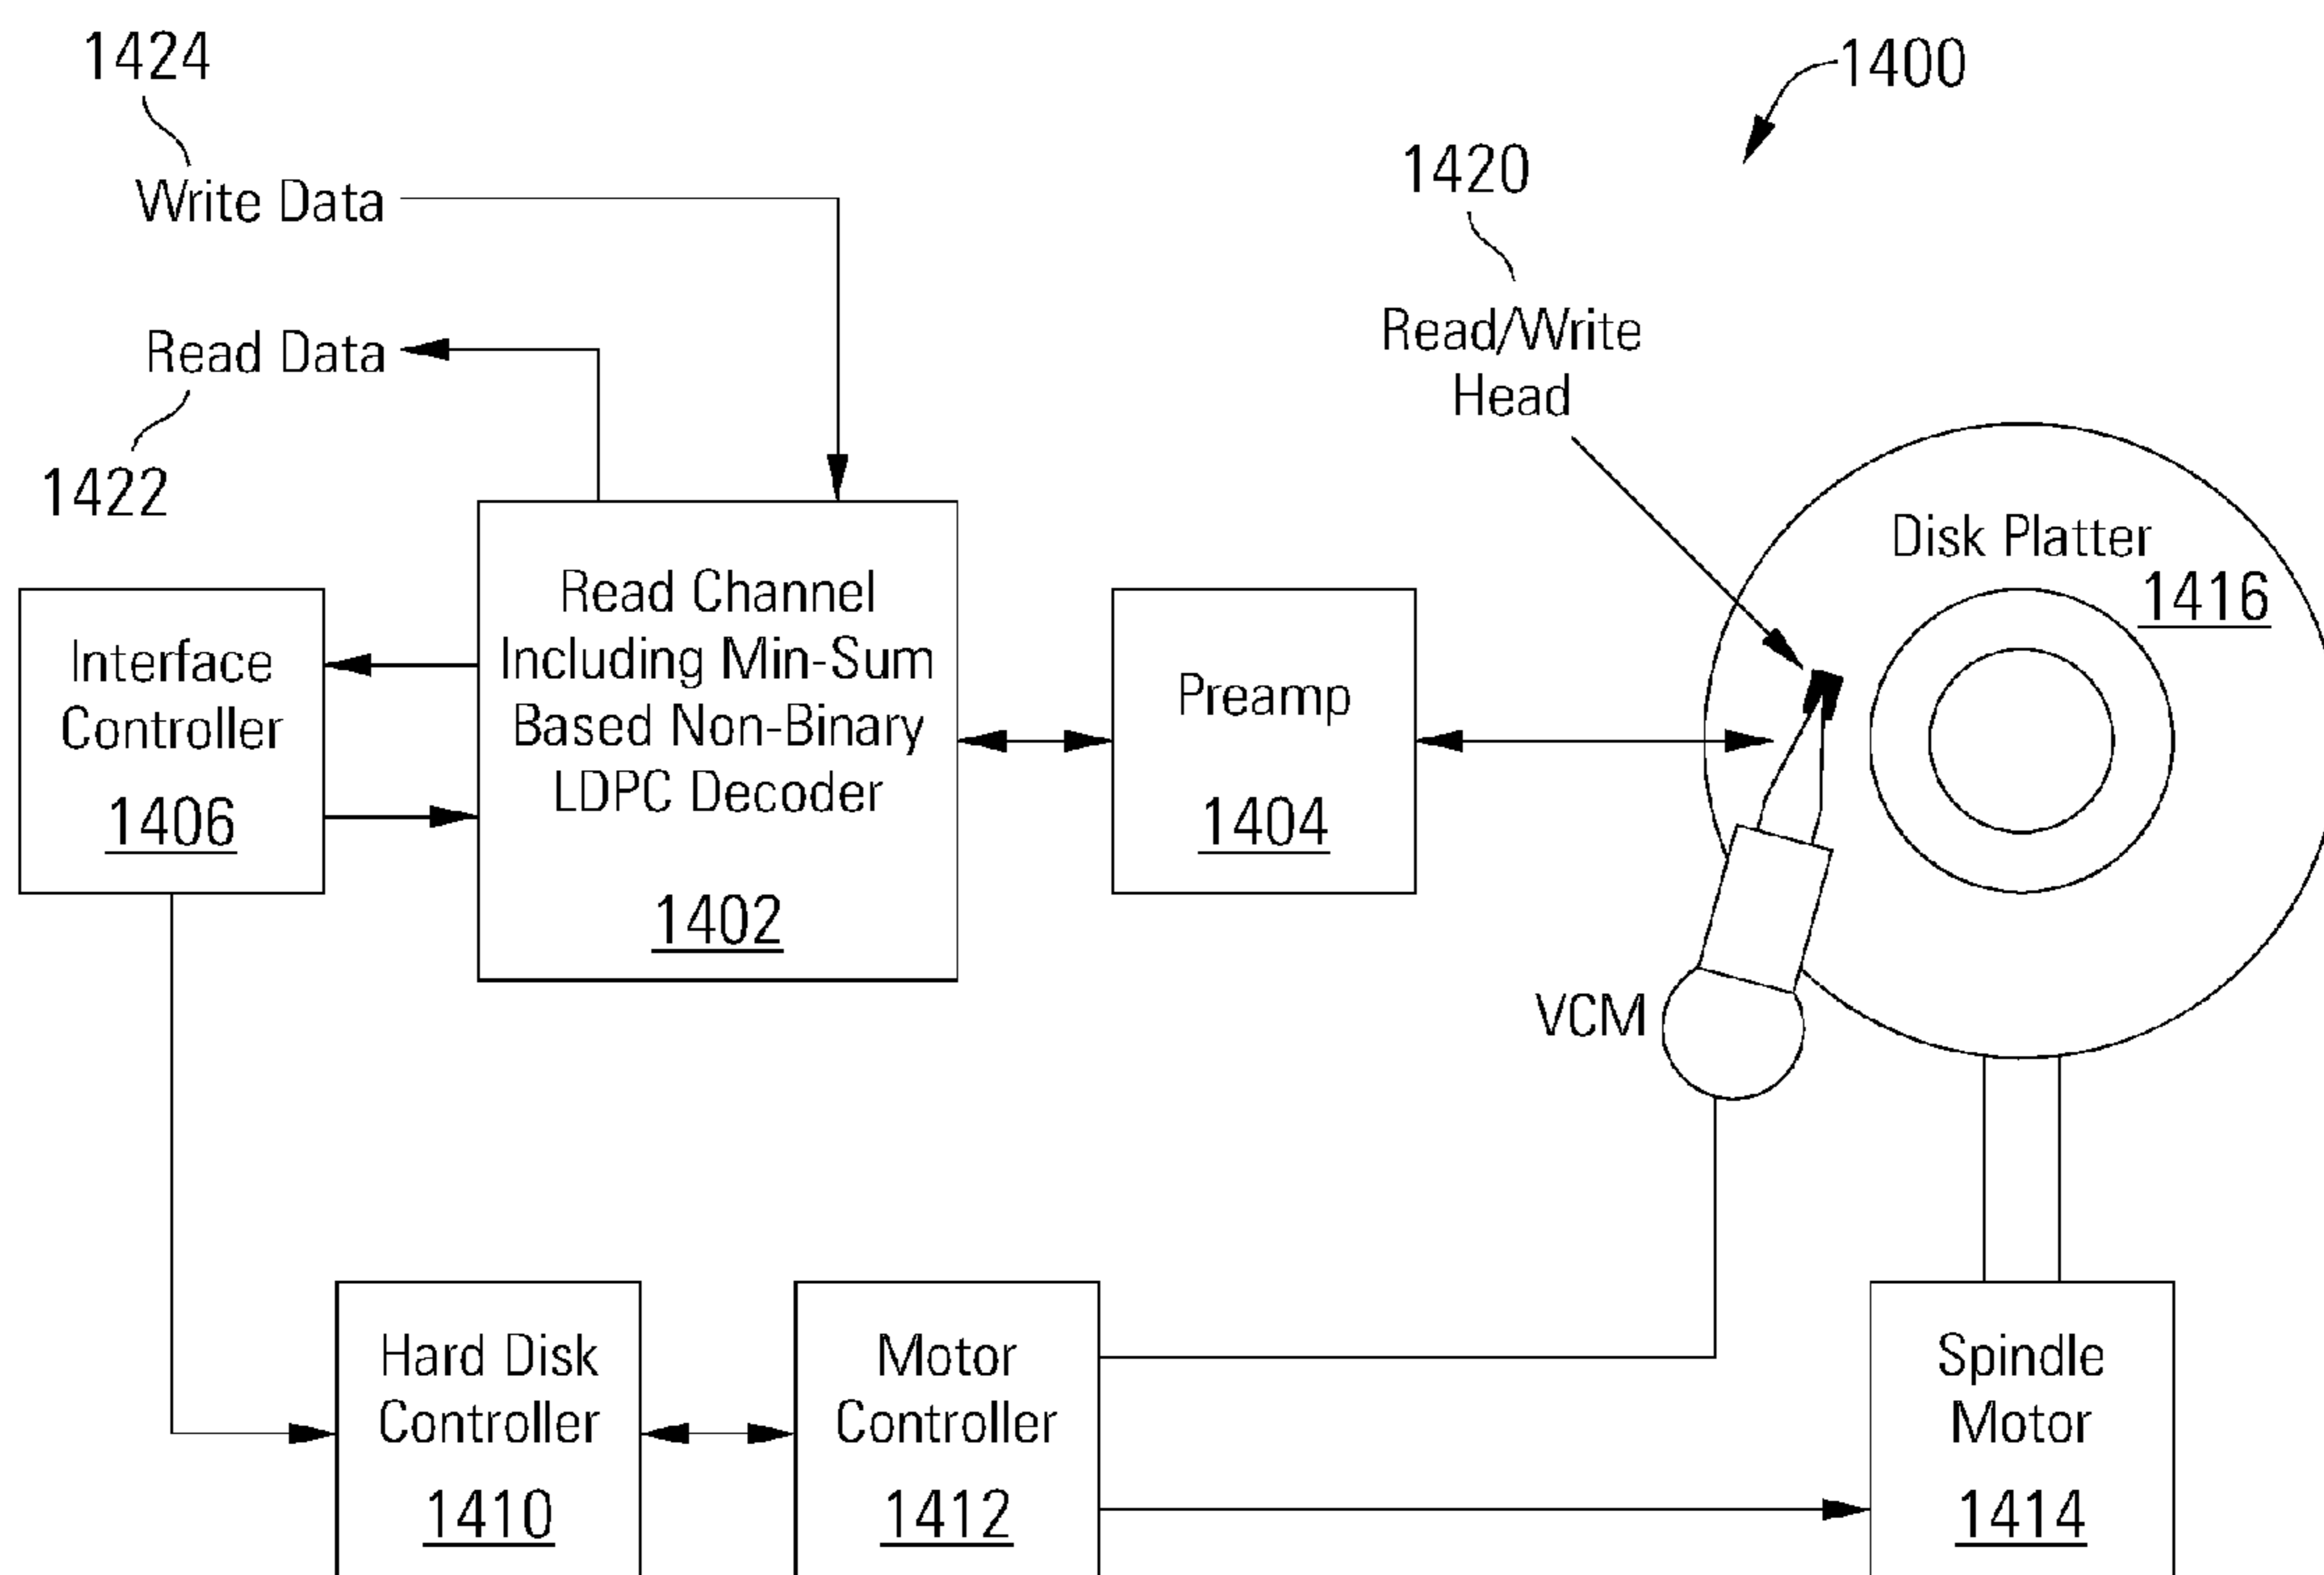 1424
1400
Write Data
1420
Read/Write
Head
Read Data
1422
Disk Platter
1416
Interface
Controller
1406
Read Channel
Including Min-Sum
Based Non-Binary
LDPC Decoder
1402
Preamp
1404
VCM
Hard Disk
Controller
1410
Motor
Controller
1412
Spindle
Motor
1414